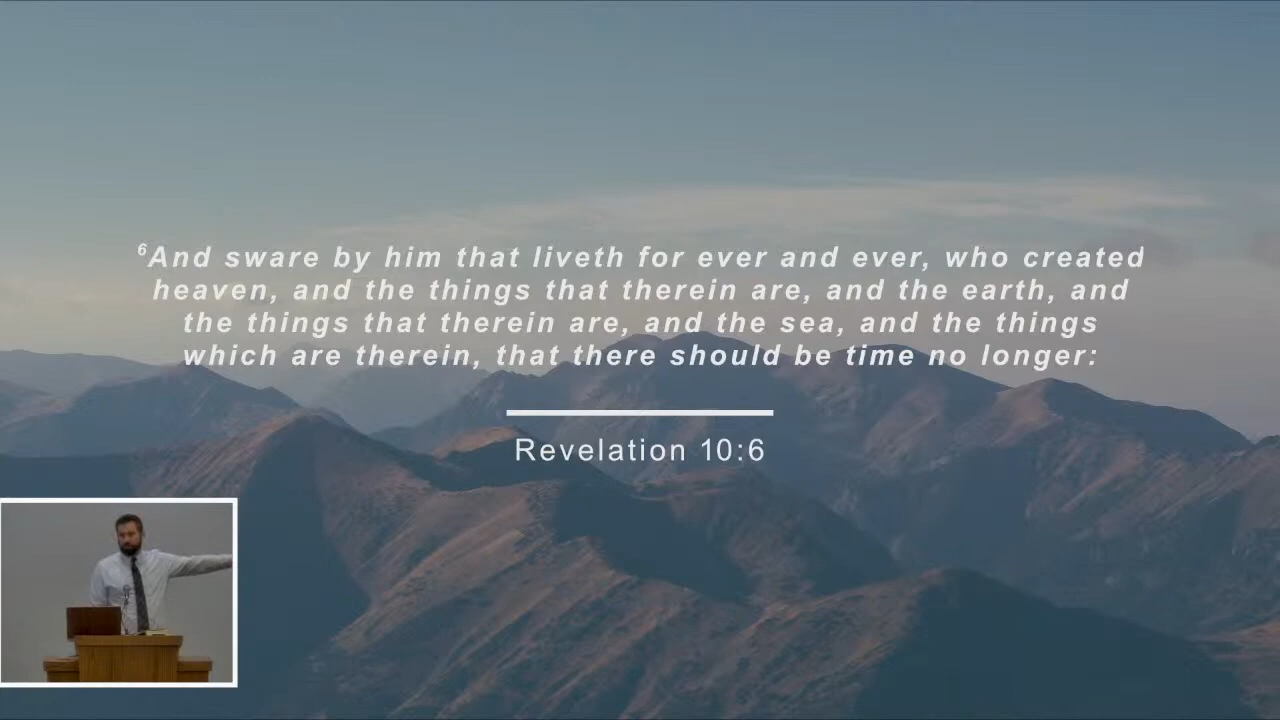 ⁶And sware by him that liveth for ever and ever, who created
heaven, and the things that therein are, and the earth, and
the things that therein are, and the sea, and the things
which are therein, that there should be time no longer:
Revelation 10:6